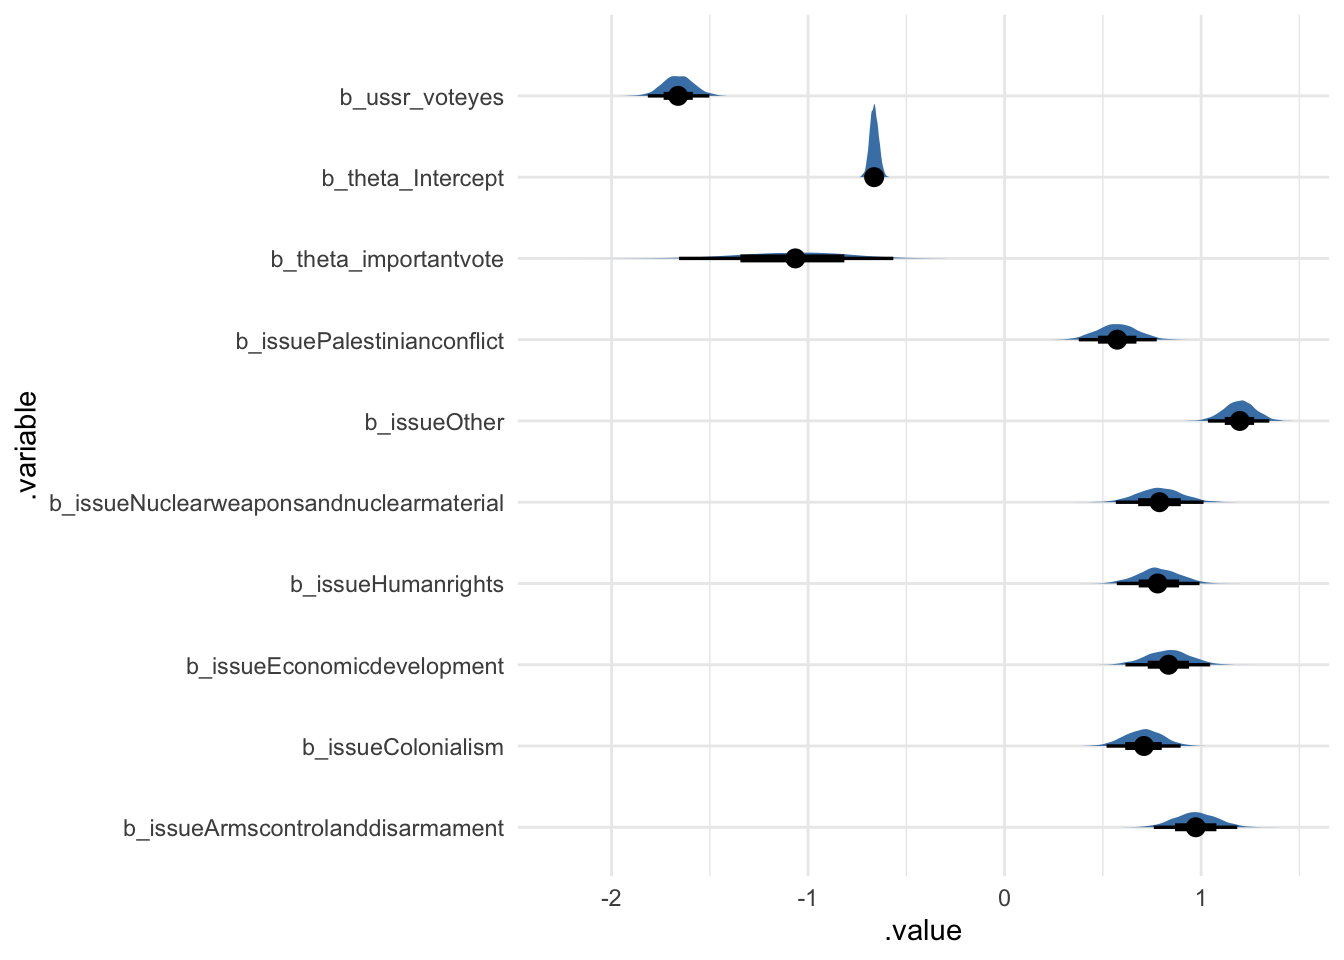 b_ussr_voteyes
b_theta_Intercept
b_theta_importantvote
b_issuePalestinianconflict
b_issueOther
b_issueNuclearweaponsandnuclearmaterial
b_issueHumanrights
b_issueEconomicdevelopment
b_issueColonialism
b_issueArmscontrolanddisarmament
.variable
-2 -1 0 1
.value